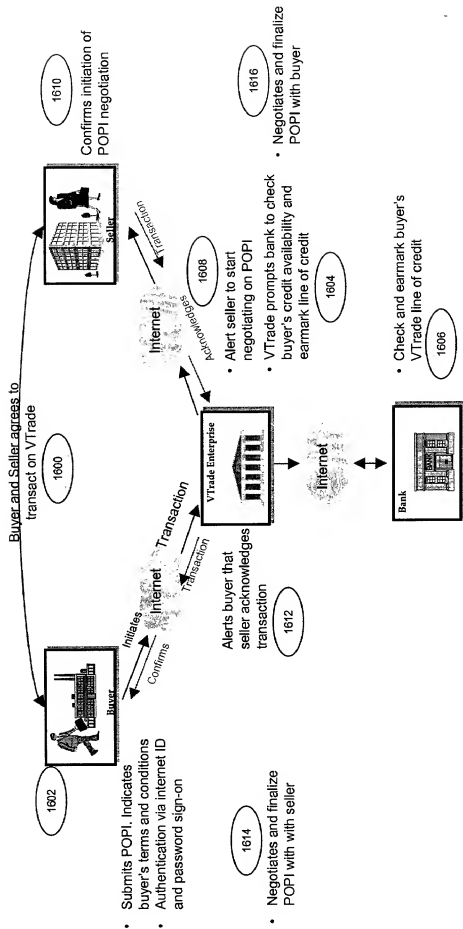 Buyer and Seller agrees to
transact on VTrade
1600
1602
Buyer
• Submits POPI. Indicates
buyer's terms and conditions
• Authentication via internet ID
and password sign-on
1614
• Negotiates and finalize
POPI with with seller
Initiates
Transaction
Internet
Confirms
Transaction
VTrade Enterprise
Alerts buyer that
seller acknowledges
transaction
1612
Seller
1610
Confirms initiation of
POPI negotiation
Transaction
Internet
Acknowledges
1608
• Alert seller to start
negotiating on POPI
• VTrade prompts bank to check
buyer's credit availability and
earmark line of credit
1604
1616
• Negotiates and finalize
POPI with buyer
Internet
Bank
BANK
• Check and earmark buyer's
VTrade line of credit
1606